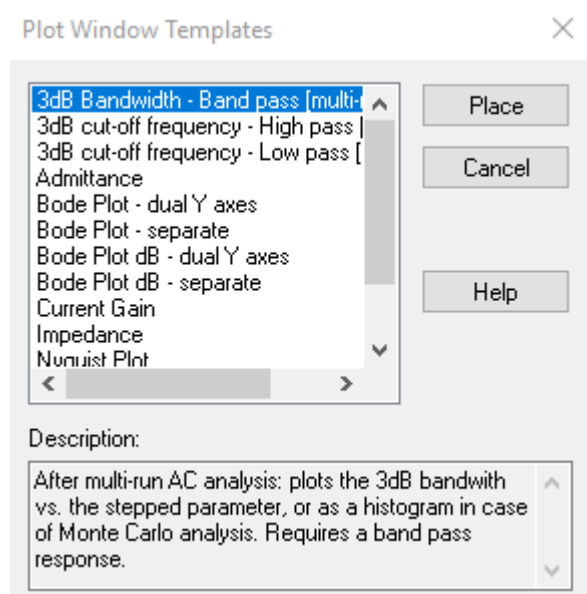 Plot Window Templates
3dB Bandwidth - Band pass [multi-
3dB cut-off frequency - High pass [
3dB cut-off frequency - Low pass [
Admittance
Bode Plot - dual Y axes
Bode Plot - separate
Bode Plot dB - dual Y axes
Bode Plot dB - separate
Current Gain
Impedance
Nyquist Plot
Place
Cancel
Help
Description:
After multi-run AC analysis: plots the 3dB bandwith
vs. the stepped parameter, or as a histogram in case
of Monte Carlo analysis. Requires a band pass
response.